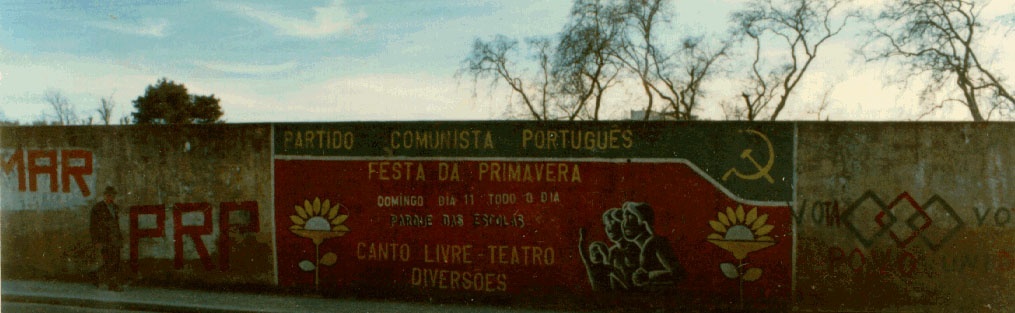 MAR
PRP
PARTIDO COMUNISTA PORTUGUÊS
FESTA DA PRIMAVERA
DOMINGO DIA 11 TODO O DIA
PARQUE DAS ESCOLAS
CANTO LIVRE-TEATRO
DIVERSÕES
VOTA
VO